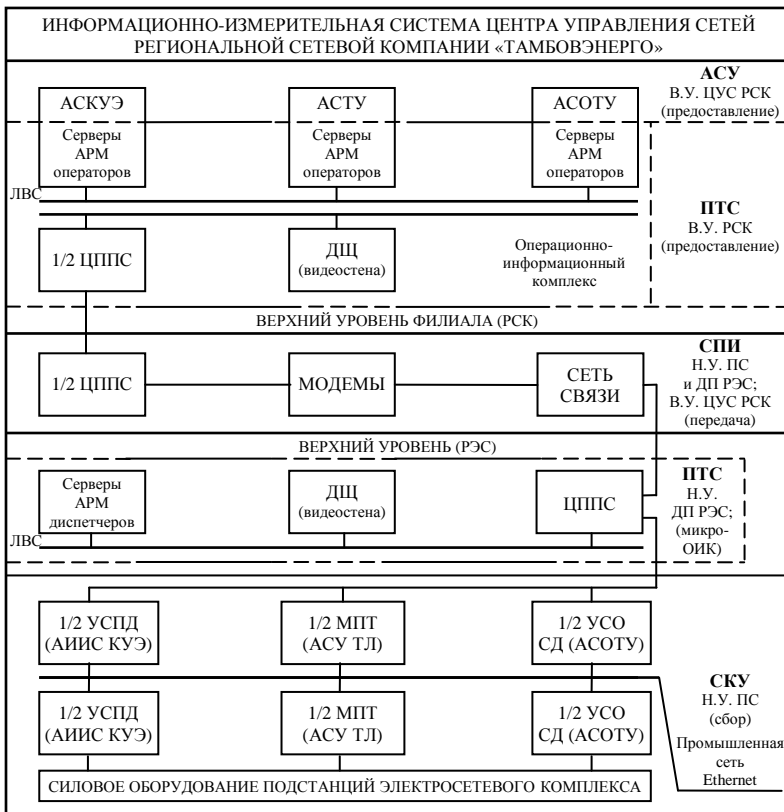 ИНФОРМАЦИОННО-ИЗМЕРИТЕЛЬНАЯ СИСТЕМА ЦЕНТРА УПРАВЛЕНИЯ СЕТЕЙ
РЕГИОНАЛЬНОЙ СЕТЕВОЙ КОМПАНИИ «ТАМБОВЭНЕРГО»
АСКУЭ
Серверы
АРМ
операторов
АСТУ
Серверы
АРМ
операторов
АСОТУ
Серверы
АРМ
операторов
АСУ
В.У. ЦУС РСК
(предоставление)
ЛВС
ПТС
В.У. РСК
(предоставление)
1/2 ЦППС
ДЩ
(видеостена)
Операционно-
информационный
комплекс
ВЕРХНИЙ УРОВЕНЬ ФИЛИАЛА (РСК)
1/2 ЦППС
МОДЕМЫ
СЕТЬ
СВЯЗИ
СПИ
Н.У. ПС
и ДП РЭС;
В.У. ЦУС РСК
(передача)
ВЕРХНИЙ УРОВЕНЬ (РЭС)
Серверы
АРМ
диспетчеров
ДЩ
(видеостена)
ЦППС
ПТС
Н.У.
ДП РЭС;
(микро-
ОИК)
ЛВС
1/2 УСПД
(АИИС КУЭ)
1/2 МПТ
(АСУ ТЛ)
1/2 УСО
СД (АСОТУ)
1/2 УСПД
(АИИС КУЭ)
1/2 МПТ
(АСУ ТЛ)
1/2 УСО
СД (АСОТУ)
СКУ
Н.У. ПС
(сбор)
Промышленная
сеть
Ethernet
СИЛОВОЕ ОБОРУДОВАНИЕ ПОДСТАНЦИЙ ЭЛЕКТРОСЕТЕВОГО КОМПЛЕКСА